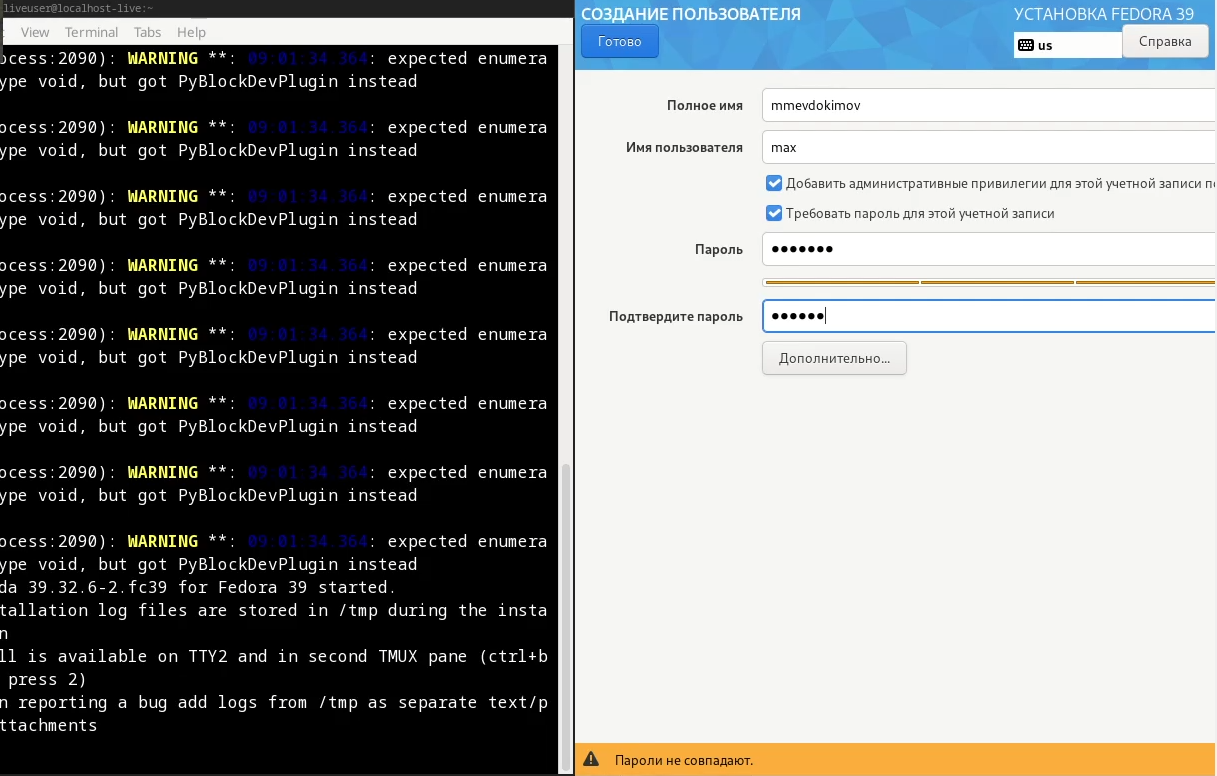 liveuser@localhost-live:~
View Terminal Tabs Help
ocess:2090): WARNING **: 09:01:34.364: expected enumera
ype void, but got PyBlockDevPlugin instead
ocess:2090): WARNING **: 09:01:34.364: expected enumera
ype void, but got PyBlockDevPlugin instead
ocess:2090): WARNING **: 09:01:34.364: expected enumera
ype void, but got PyBlockDevPlugin instead
ocess:2090): WARNING **: 09:01:34.364: expected enumera
ype void, but got PyBlockDevPlugin instead
ocess:2090): WARNING **: 09:01:34.364: expected enumera
ype void, but got PyBlockDevPlugin instead
ocess:2090): WARNING **: 09:01:34.364: expected enumera
ype void, but got PyBlockDevPlugin instead
ocess:2090): WARNING **: 09:01:34.364: expected enumera
ype void, but got PyBlockDevPlugin instead
ocess:2090): WARNING **: 09:01:34.364: expected enumera
ype void, but got PyBlockDevPlugin instead
da 39.32.6-2.fc39 for Fedora 39 started.
tallation log files are stored in /tmp during the insta
n
ll is available on TTY2 and in second TMUX pane (ctrl+b
press 2)
n reporting a bug add logs from /tmp as separate text/p
ttachments
СОЗДАНИЕ ПОЛЬЗОВАТЕЛЯ
УСТАНОВКА FEDORA 39
Готово
us
Справка
Полное имя
mmevdokimov
Имя пользователя
max
Добавить административные привилегии для этой учетной записи по
Требовать пароль для этой учетной записи
Пароль
●●●●●●●
Подтвердите пароль
●●●●●●
Дополнительно...
Пароли не совпадают.